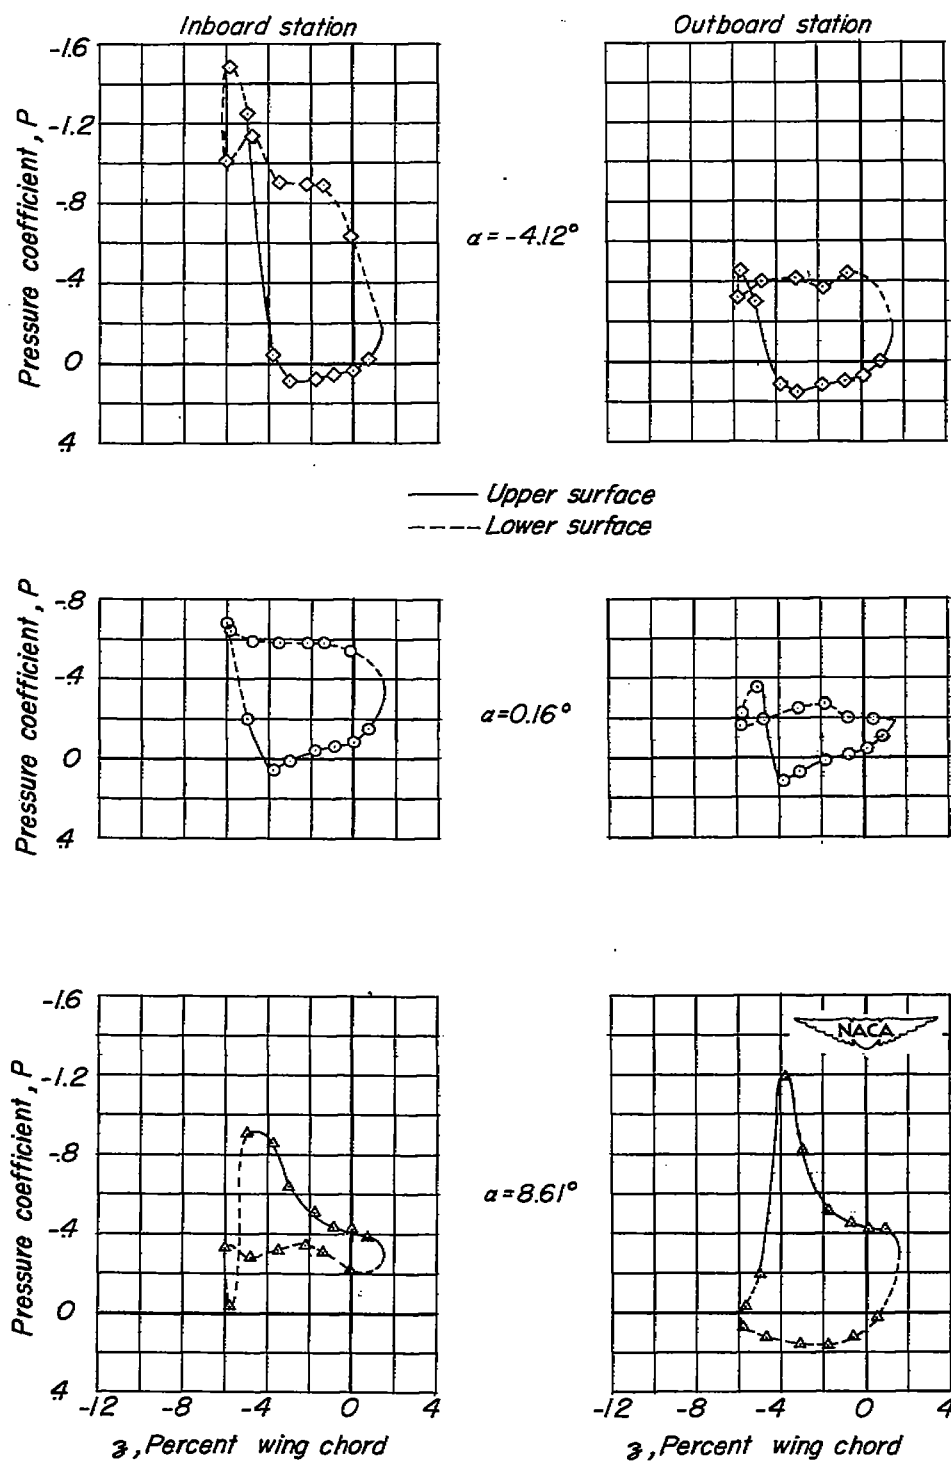 Inboard station
Outboard station
Pressure coefficient, P
-1.6
-1.2
-.8
-.4
0
.4
α = -4.12°
Upper surface
Lower surface
Pressure coefficient, P
-.8
-.4
0
.4
α=0.16°
Pressure coefficient, P
-1.6
-1.2
-.8
-.4
0
.4
α=8.61°
NACA
-12 -8 -4 0 4
-12 -8 -4 0 4
z, Percent wing chord
z, Percent wing chord